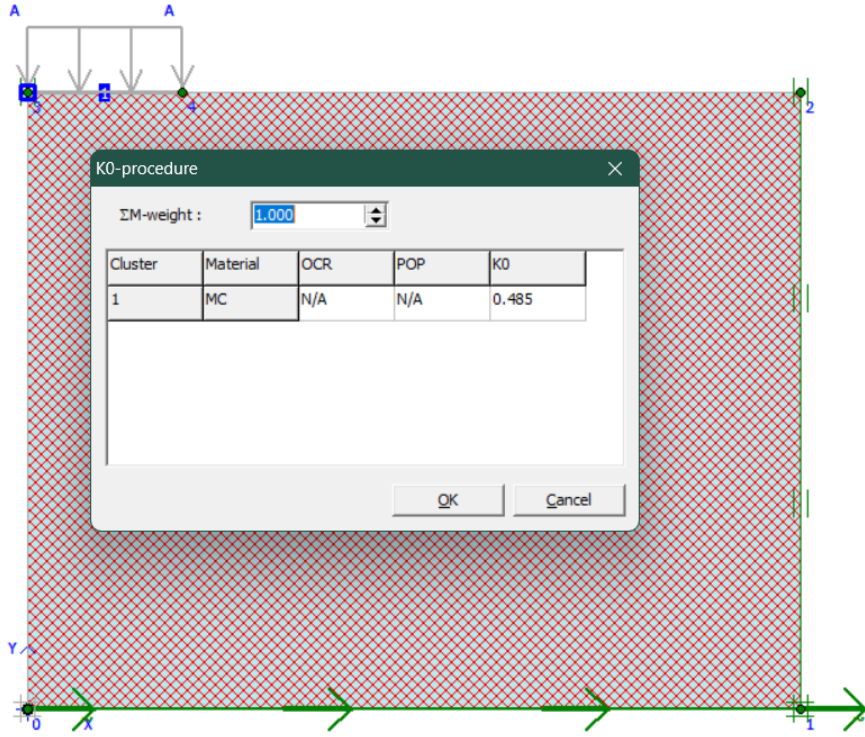 A A
3 1 4 2
K0-procedure
ΣM-weight : 1.000
Cluster Material OCR POP K0
1 MC N/A N/A 0.485
OK Cancel
Y
0 x 1